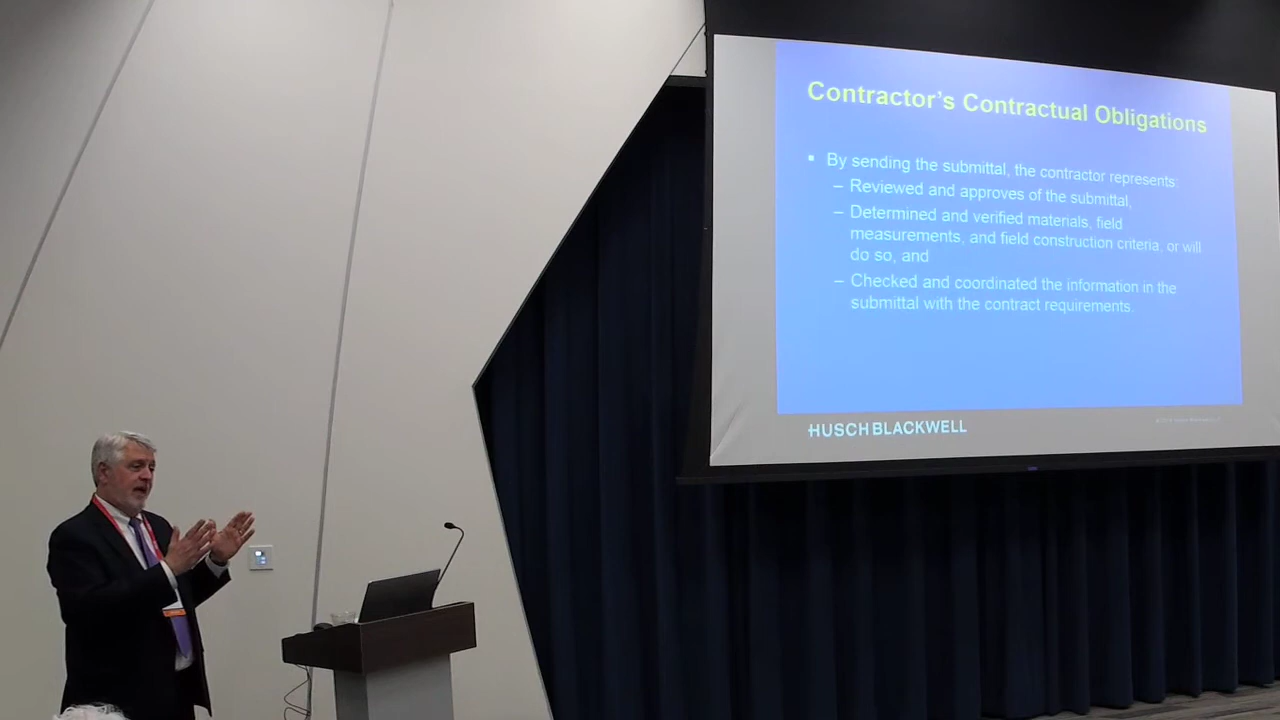 Contractor's Contractual Obligations
▪ By sending the submittal, the contractor represents:
– Reviewed and approves of the submittal,
– Determined and verified materials, field
measurements, and field construction criteria, or will
do so, and
– Checked and coordinated the information in the
submittal with the contract requirements.
HUSCH BLACKWELL